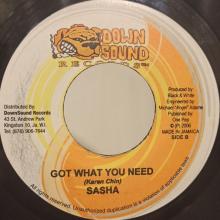 DOWN
SOUND
RECORDS
Distributed By
DownSound Records
43 St. Andrew Park
Kingston 10, Ja. W.I
Tel: (876) 906-7944
Produced by
Black & White
Engineered by
Michael "Angel" Adame
Published by
One Pop
℗ 2006
MADE IN JAMAICA
SIDE B
GOT WHAT YOU NEED
(Karen Chin)
SASHA
All Rights Reserved. Unauthorized duplication is a violation of applicable laws